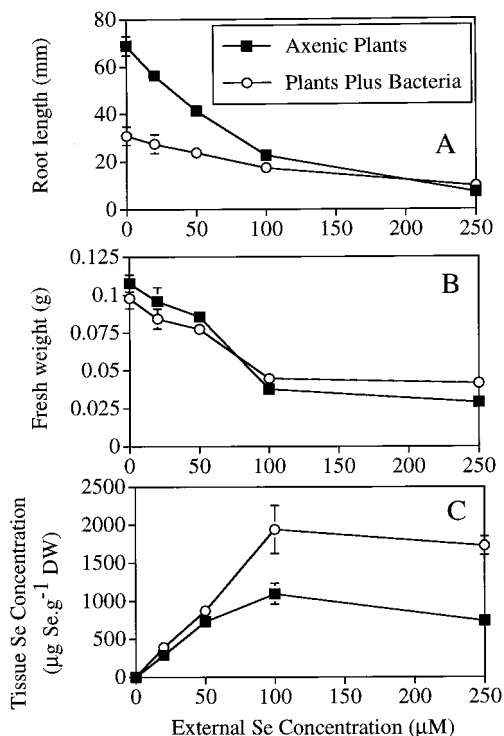 Axenic Plants
Plants Plus Bacteria
A
Root length (mm)
80
60
40
20
0
0 50 100 150 200 250
B
Fresh weight (g)
0.125
0.1
0.075
0.05
0.025
0
0 50 100 150 200 250
C
Tissue Se Concentration
(µg Se.g-1 DW)
2500
2000
1500
1000
500
0
0 50 100 150 200 250
External Se Concentration (µM)